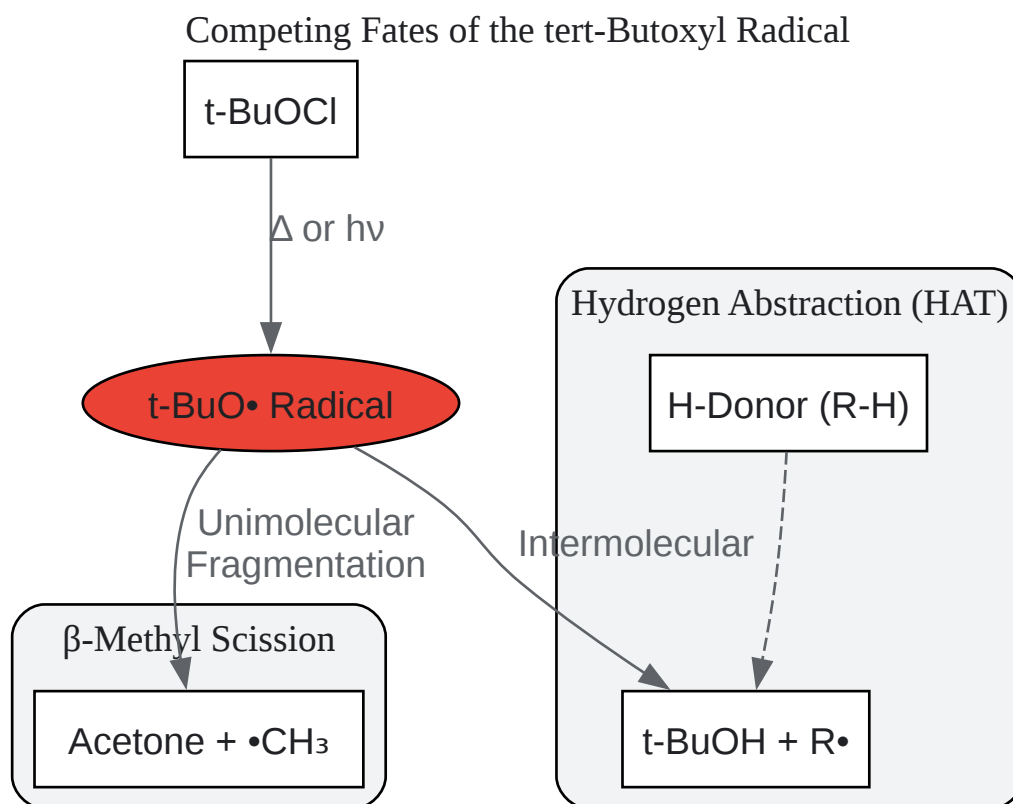 Competing Fates of the tert-Butoxyl Radical
t-BuOCl
Δ or hν
Hydrogen Abstraction (HAT)
t-BuO• Radical
H-Donor (R-H)
Unimolecular
Fragmentation
Intermolecular
β-Methyl Scission
Acetone + •CH₃
t-BuOH + R•